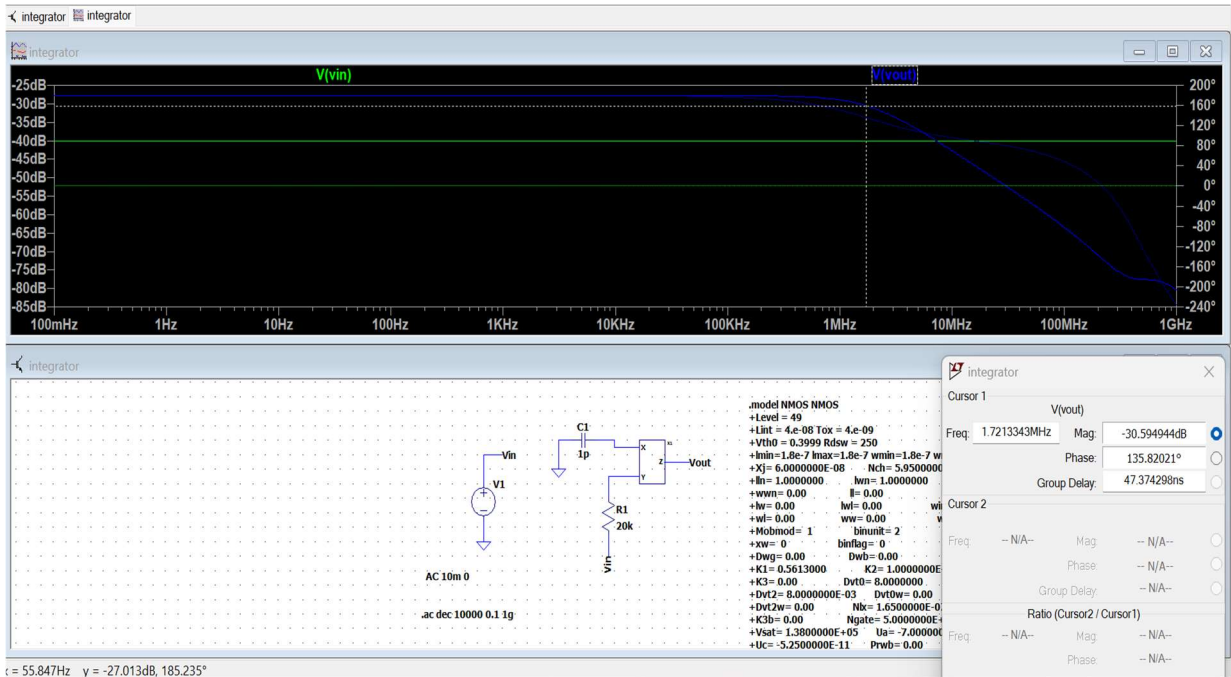 integrator integrator
integrator
V(vin) V(vout)
-25dB 200°
-30dB 160°
-35dB 120°
-40dB 80°
-45dB
-50dB 40°
-55dB 0°
-60dB -40°
-65dB -80°
-70dB -120°
-75dB -160°
-80dB -200°
-85dB -240°
100mHz 1Hz 10Hz 100Hz 1KHz 10KHz 100KHz 1MHz 10MHz 100MHz 1GHz
integrator
C1
1p
X
Z
Y
Vout
Vin
V1
R1
20k
Vin
AC 10m 0
.ac dec 10000 0.1 1g
.model NMOS NMOS
+Level = 49
+Lint = 4.e-08 Tox = 4.e-09
+Vth0 = 0.3999 Rdsw = 250
+lmin=1.8e-7 lmax=1.8e-7 wmin=1.8e-7 w
+Xj= 6.0000000E-08 Nch= 5.9500000
+lln= 1.0000000 lwn= 1.0000000
+wwn= 0.00 ll= 0.00
+lw= 0.00 lwl= 0.00 wi
+wl= 0.00 ww= 0.00 w
+Mobmod= 1 binunit= 2
+xw= 0 binflag= 0
+Dwg= 0.00 Dwb= 0.00
+K1= 0.5613000 K2= 1.0000000E
+K3= 0.00 Dvt0= 8.0000000
+Dvt2= 8.0000000E-03 Dvt0w= 0.00
+Dvt2w= 0.00 Nlx= 1.6500000E-0
+K3b= 0.00 Ngate= 5.0000000E+
+Vsat= 1.3800000E+05 Ua= -7.000000
+Uc= -5.2500000E-11 Prwb= 0.00
integrator
Cursor 1
V(vout)
Freq: 1.7213343MHz Mag: -30.594944dB
Phase: 135.82021°
Group Delay: 47.374298ns
Cursor 2
Freq: -- N/A-- Mag: -- N/A--
Phase: -- N/A--
Group Delay: -- N/A--
Ratio (Cursor2 / Cursor1)
Freq: -- N/A-- Mag: -- N/A--
Phase: -- N/A--
= 55.847Hz y = -27.013dB, 185.235°